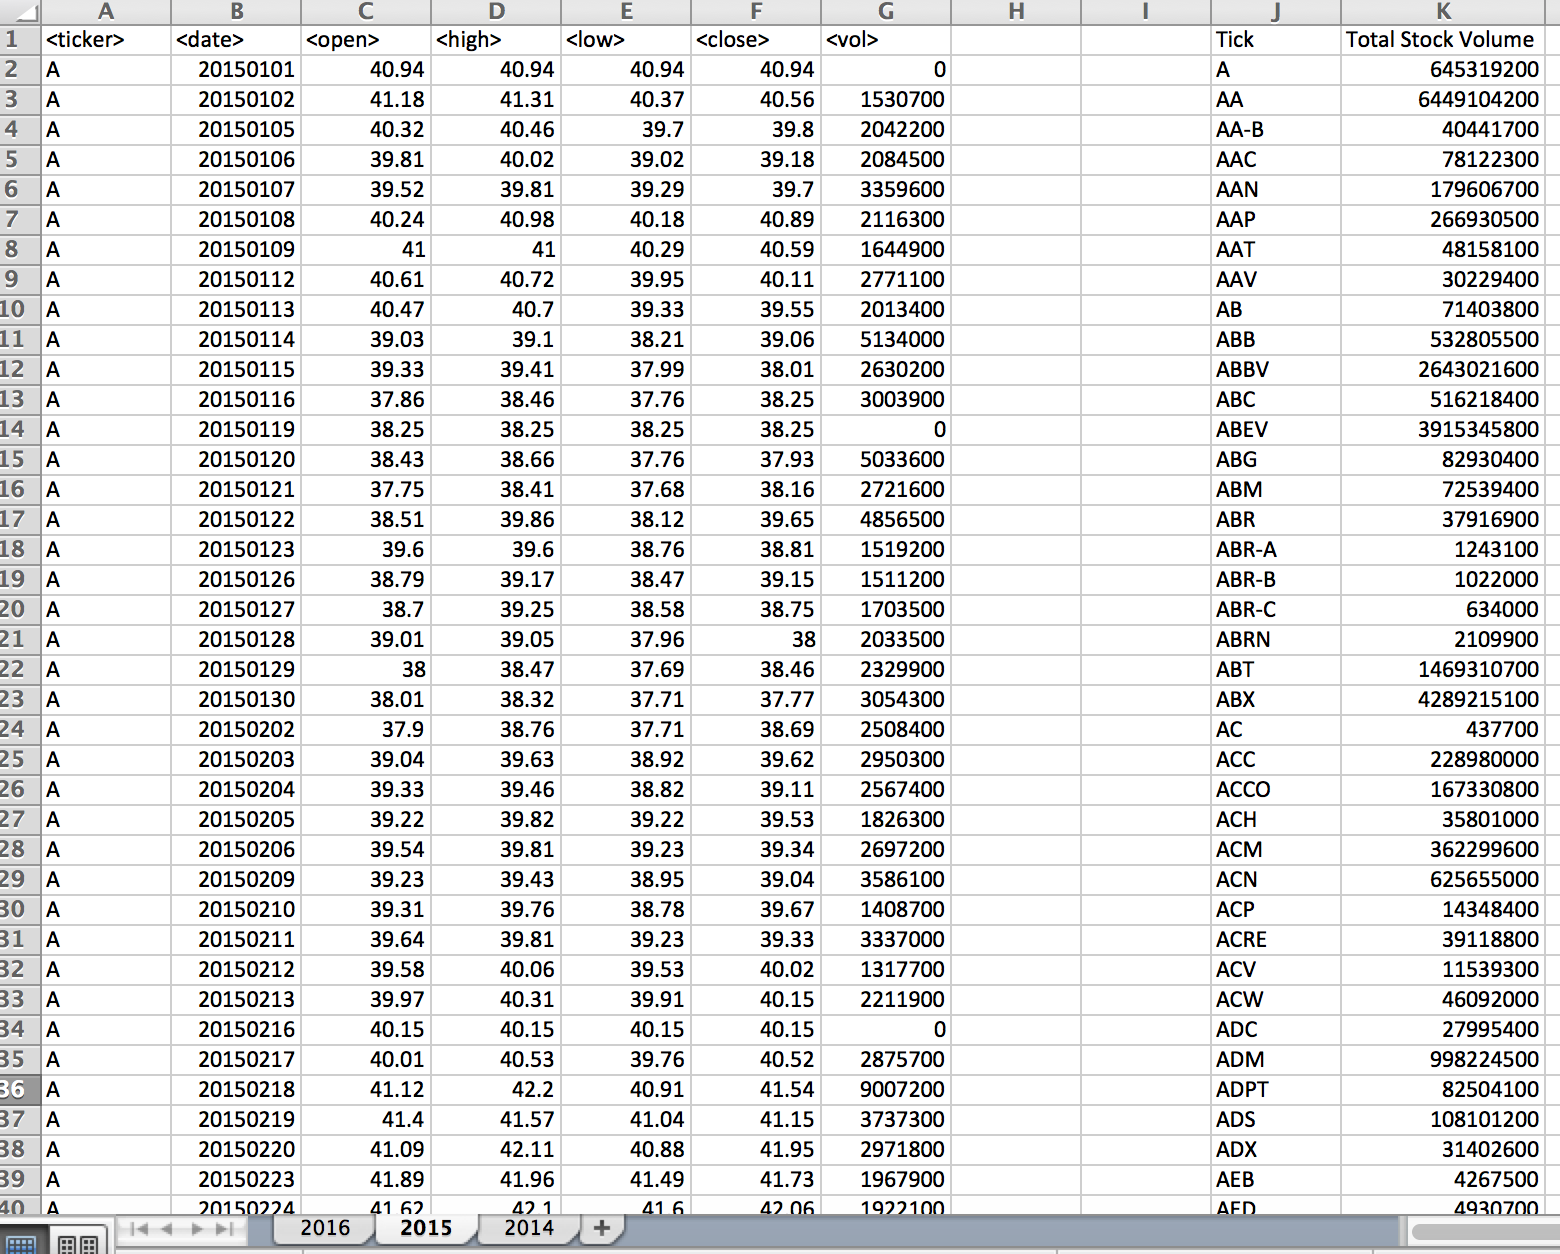 A B C D E F G H I J K
1 <ticker> <date> <open> <high> <low> <close> <vol> Tick Total Stock Volume
2 A 20150101 40.94 40.94 40.94 40.94 0 A 645319200
3 A 20150102 41.18 41.31 40.37 40.56 1530700 AA 6449104200
4 A 20150105 40.32 40.46 39.7 39.8 2042200 AA-B 40441700
5 A 20150106 39.81 40.02 39.02 39.18 2084500 AAC 78122300
6 A 20150107 39.52 39.81 39.29 39.7 3359600 AAN 179606700
7 A 20150108 40.24 40.98 40.18 40.89 2116300 AAP 266930500
8 A 20150109 41 41 40.29 40.59 1644900 AAT 48158100
9 A 20150112 40.61 40.72 39.95 40.11 2771100 AAV 30229400
10 A 20150113 40.47 40.7 39.33 39.55 2013400 AB 71403800
11 A 20150114 39.03 39.1 38.21 39.06 5134000 ABB 532805500
12 A 20150115 39.33 39.41 37.99 38.01 2630200 ABBV 2643021600
13 A 20150116 37.86 38.46 37.76 38.25 3003900 ABC 516218400
14 A 20150119 38.25 38.25 38.25 38.25 0 ABEV 3915345800
15 A 20150120 38.43 38.66 37.76 37.93 5033600 ABG 82930400
16 A 20150121 37.75 38.41 37.68 38.16 2721600 ABM 72539400
17 A 20150122 38.51 39.86 38.12 39.65 4856500 ABR 37916900
18 A 20150123 39.6 39.6 38.76 38.81 1519200 ABR-A 1243100
19 A 20150126 38.79 39.17 38.47 39.15 1511200 ABR-B 1022000
20 A 20150127 38.7 39.25 38.58 38.75 1703500 ABR-C 634000
21 A 20150128 39.01 39.05 37.96 38 2033500 ABRN 2109900
22 A 20150129 38 38.47 37.69 38.46 2329900 ABT 1469310700
23 A 20150130 38.01 38.32 37.71 37.77 3054300 ABX 4289215100
24 A 20150202 37.9 38.76 37.71 38.69 2508400 AC 437700
25 A 20150203 39.04 39.63 38.92 39.62 2950300 ACC 228980000
26 A 20150204 39.33 39.46 38.82 39.11 2567400 ACCO 167330800
27 A 20150205 39.22 39.82 39.22 39.53 1826300 ACH 35801000
28 A 20150206 39.54 39.81 39.23 39.34 2697200 ACM 362299600
29 A 20150209 39.23 39.43 38.95 39.04 3586100 ACN 625655000
30 A 20150210 39.31 39.76 38.78 39.67 1408700 ACP 14348400
31 A 20150211 39.64 39.81 39.23 39.33 3337000 ACRE 39118800
32 A 20150212 39.58 40.06 39.53 40.02 1317700 ACV 11539300
33 A 20150213 39.97 40.31 39.91 40.15 2211900 ACW 46092000
34 A 20150216 40.15 40.15 40.15 40.15 0 ADC 27995400
35 A 20150217 40.01 40.53 39.76 40.52 2875700 ADM 998224500
36 A 20150218 41.12 42.2 40.91 41.54 9007200 ADPT 82504100
37 A 20150219 41.4 41.57 41.04 41.15 3737300 ADS 108101200
38 A 20150220 41.09 42.11 40.88 41.95 2971800 ADX 31402600
39 A 20150223 41.89 41.96 41.49 41.73 1967900 AEB 4267500
40 A 20150224 41.62 42.1 41.6 42.06 1922100 AED 4930700
2016 2015 2014 +